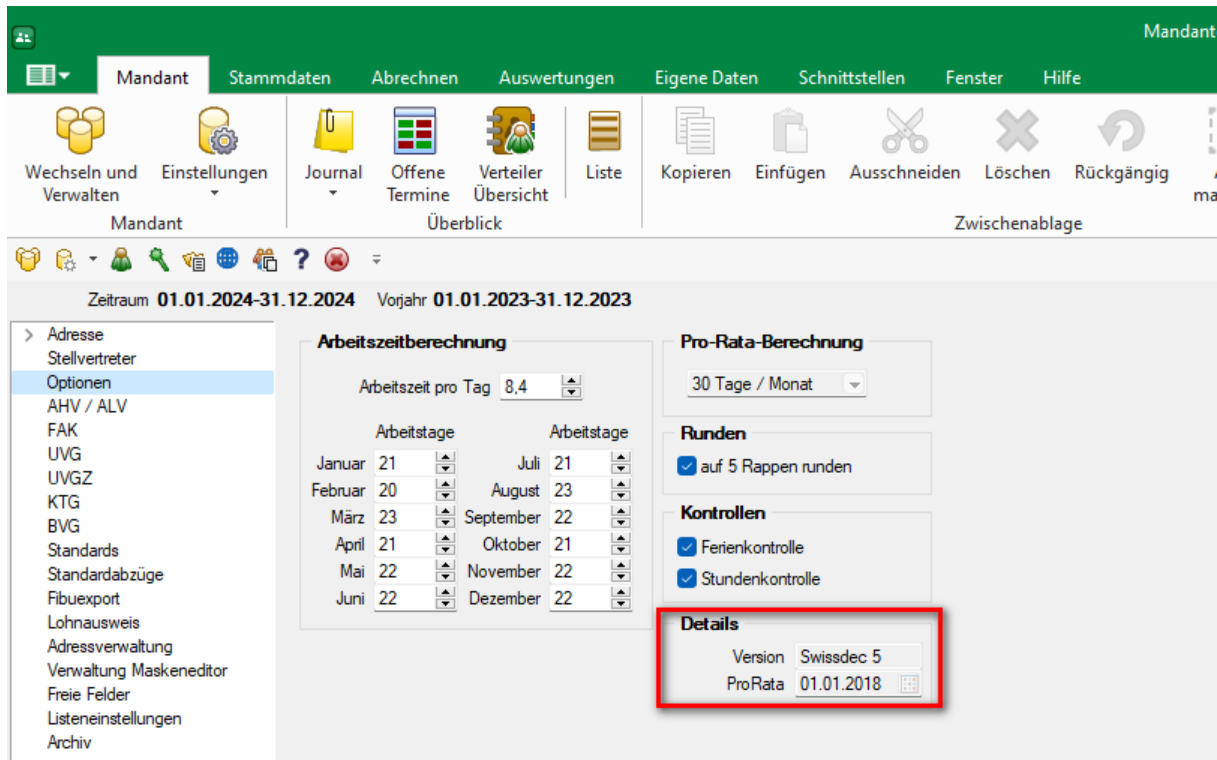 Mandant
Mandant Stammdaten Abrechnen Auswertungen Eigene Daten Schnittstellen Fenster Hilfe
Wechseln und Verwalten Einstellungen Journal Offene Termine Verteiler Übersicht Liste Kopieren Einfügen Ausschneiden Löschen Rückgängig
Mandant Überblick Zwischenablage
Zeitraum 01.01.2024-31.12.2024 Vorjahr 01.01.2023-31.12.2023
Adresse
Stellvertreter
Optionen
AHV / ALV
FAK
UVG
UVGZ
KTG
BVG
Standards
Standardabzüge
Fibuexport
Lohnausweis
Adressverwaltung
Verwaltung Maskeneditor
Freie Felder
Listeneinstellungen
Archiv
Arbeitszeitberechnung
Arbeitszeit pro Tag 8,4
Arbeitstage Arbeitstage
Januar 21 Juli 21
Februar 20 August 23
März 23 September 22
April 21 Oktober 21
Mai 22 November 22
Juni 22 Dezember 22
Pro-Rata-Berechnung
30 Tage / Monat
Runden
auf 5 Rappen runden
Kontrollen
Ferienkontrolle
Stundenkontrolle
Details
Version Swissdec 5
ProRata 01.01.2018